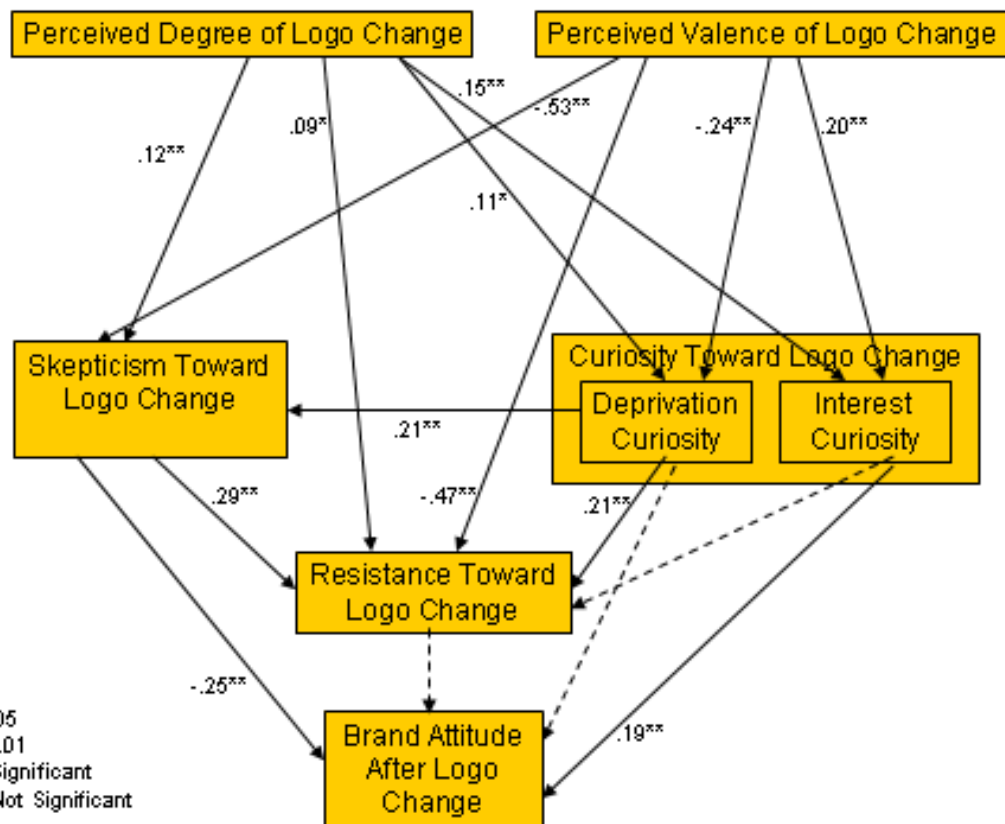 Perceived Degree of Logo Change
Perceived Valence of Logo Change
.15**
-.53**
.12**
.09*
-.24**
.20**
.11*
Skepticism Toward
Logo Change
Curiosity Toward Logo Change
Deprivation
Curiosity
Interest
Curiosity
.21**
.29**
-.47**
.21**
Resistance Toward
Logo Change
-.25**
.19**
Brand Attitude
After Logo
Change
05
.01
Significant
Not Significant